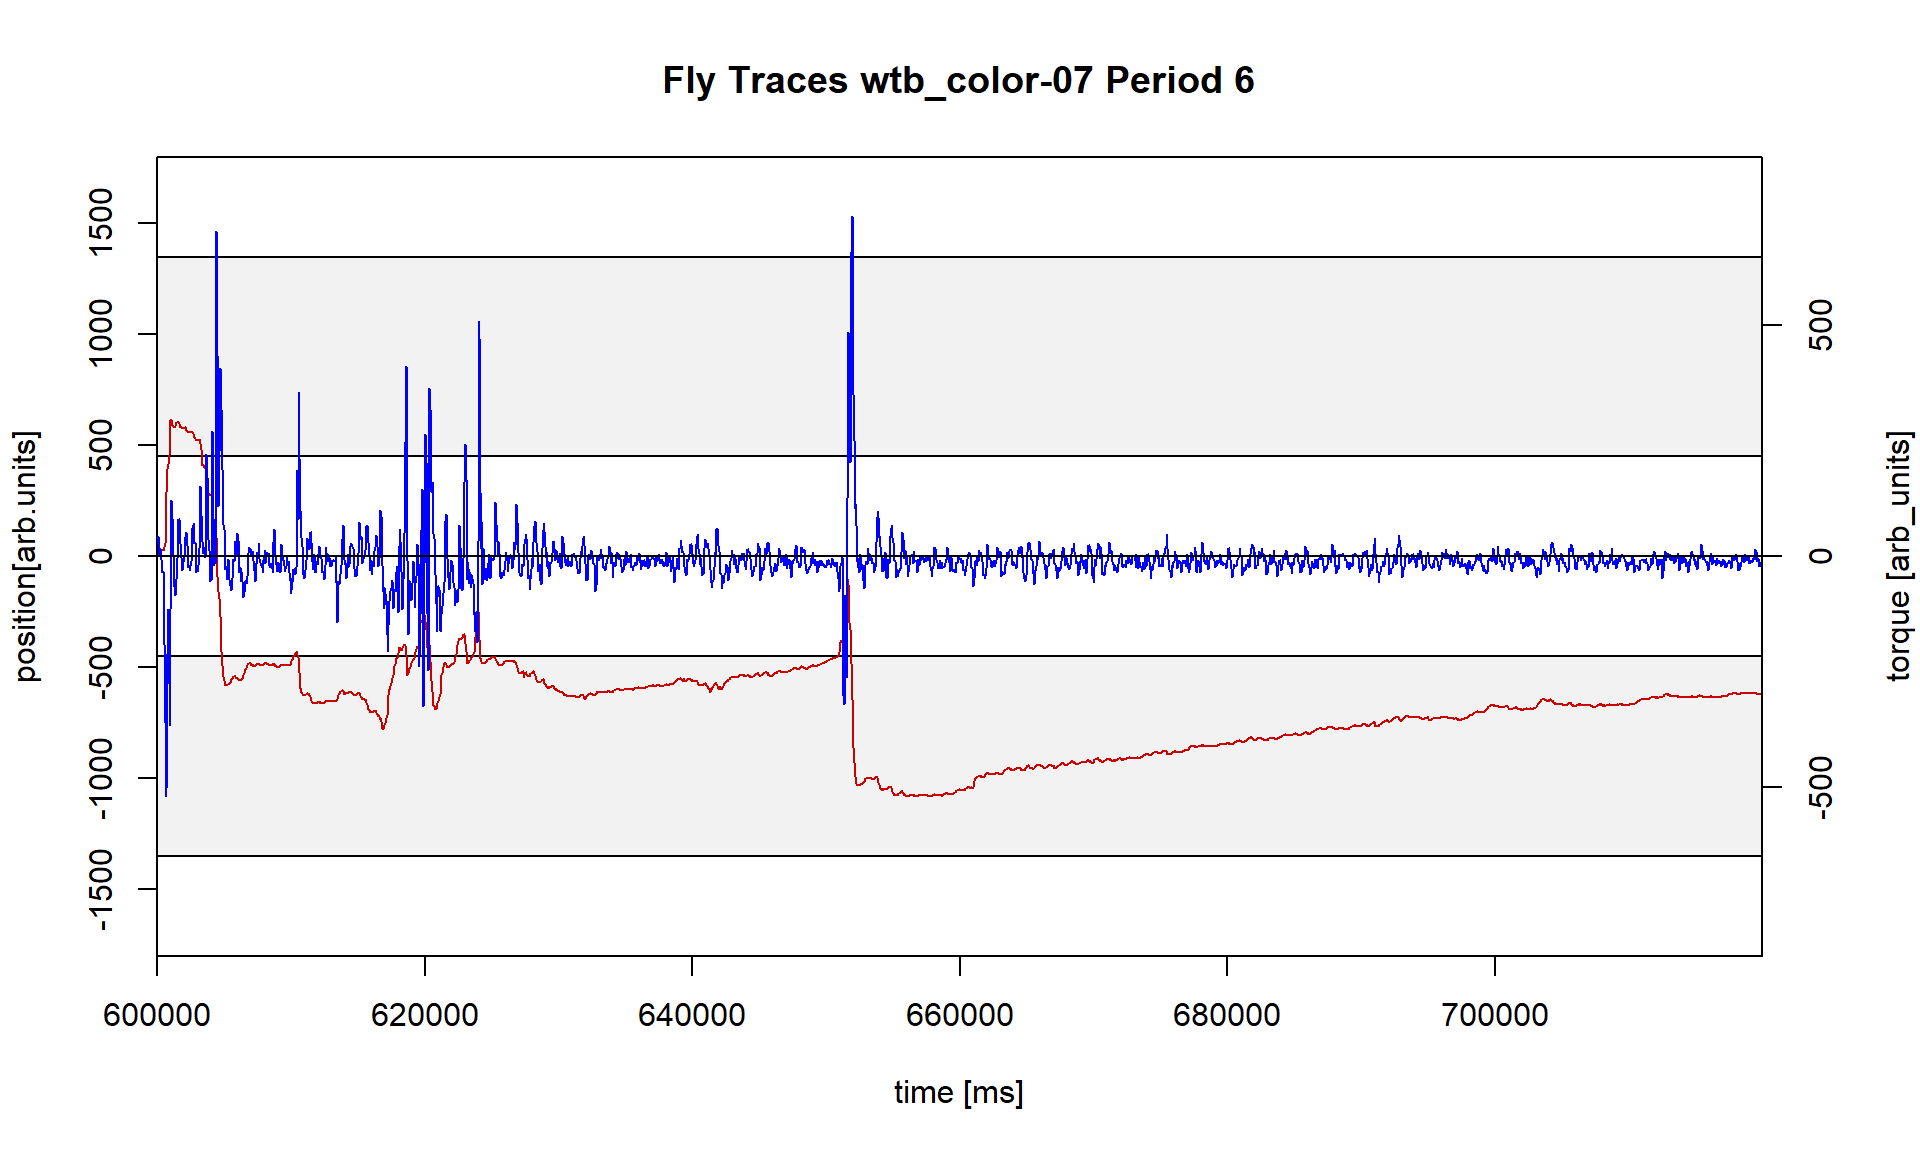 Fly Traces wtb_color-07 Period 6
position[arb.units]
1500
1000
500
0
-500
-1000
-1500
500
0
-500
torque [arb_units]
600000 620000 640000 660000 680000 700000
time [ms]